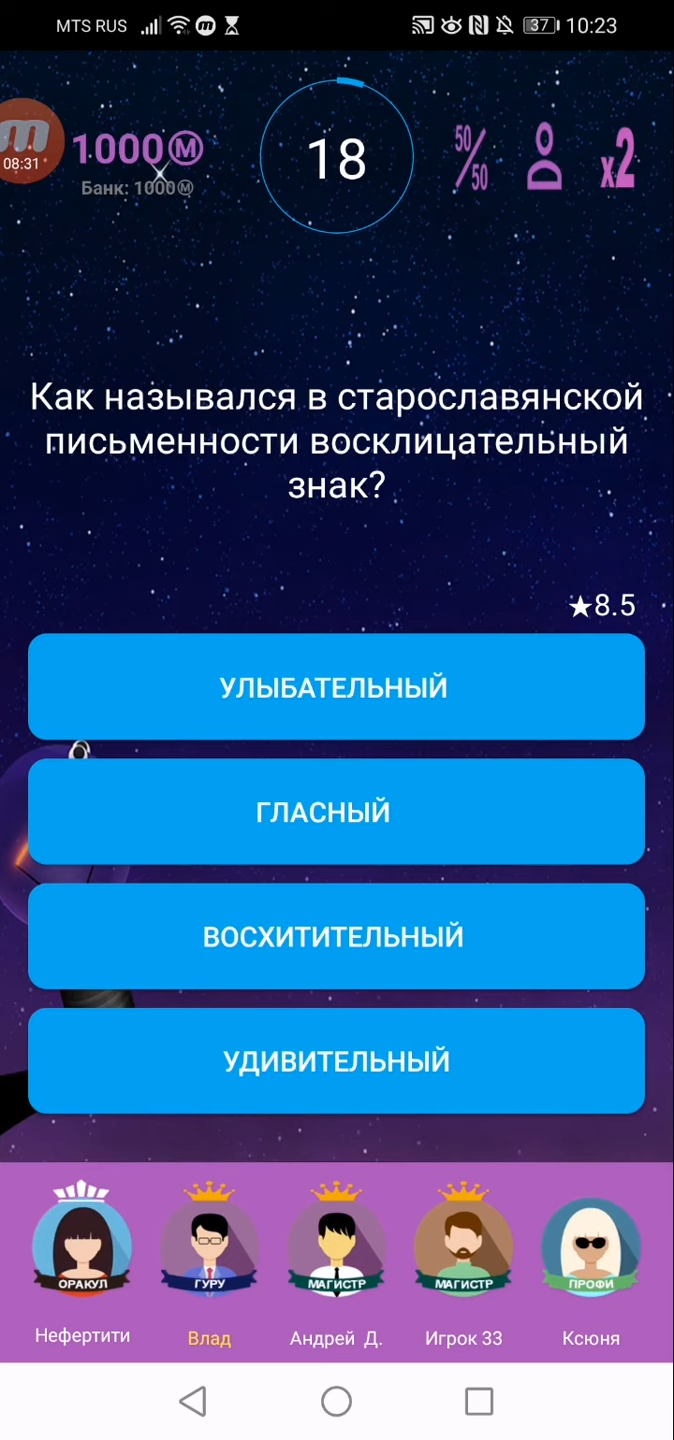 MTS RUS 37 10:23
08:31
1000 M
Банк: 1000 M
18
50/50
x2
Как назывался в старославянской
письменности восклицательный
знак?
★8.5
УЛЫБАТЕЛЬНЫЙ
ГЛАСНЫЙ
ВОСХИТИТЕЛЬНЫЙ
УДИВИТЕЛЬНЫЙ
ОРАКУЛ ГУРУ МАГИСТР МАГИСТР ПРОФИ
Нефертити Влад Андрей Д. Игрок 33 Ксюня